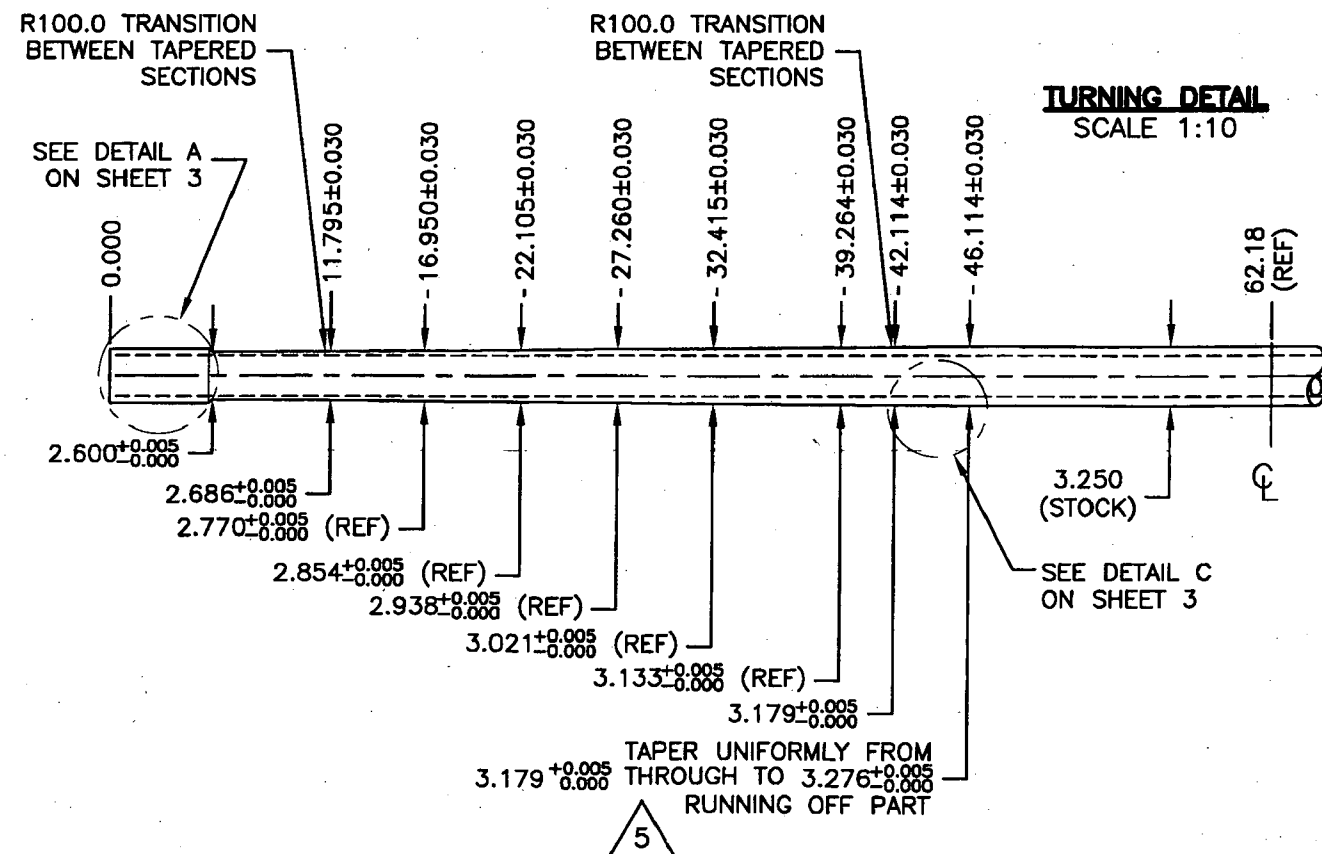 R100.0 TRANSITION
BETWEEN TAPERED
SECTIONS
R100.0 TRANSITION
BETWEEN TAPERED
SECTIONS
TURNING DETAIL
SCALE 1:10
SEE DETAIL A
ON SHEET 3
0.000
11.795±0.030
16.950±0.030
22.105±0.030
27.260±0.030
32.415±0.030
39.264±0.030
42.114±0.030
46.114±0.030
62.18
(REF)
2.600 +0.005 -0.000
2.686 +0.005 -0.000
2.770 +0.005 -0.000 (REF)
2.854 +0.005 -0.000 (REF)
2.938 +0.005 -0.000 (REF)
3.021 +0.005 -0.000 (REF)
3.133 +0.005 -0.000 (REF)
3.179 +0.005 -0.000
3.250
(STOCK)
℄
SEE DETAIL C
ON SHEET 3
TAPER UNIFORMLY FROM
3.179 +0.005 0.000 THROUGH TO 3.276 +0.005 -0.000
RUNNING OFF PART
5